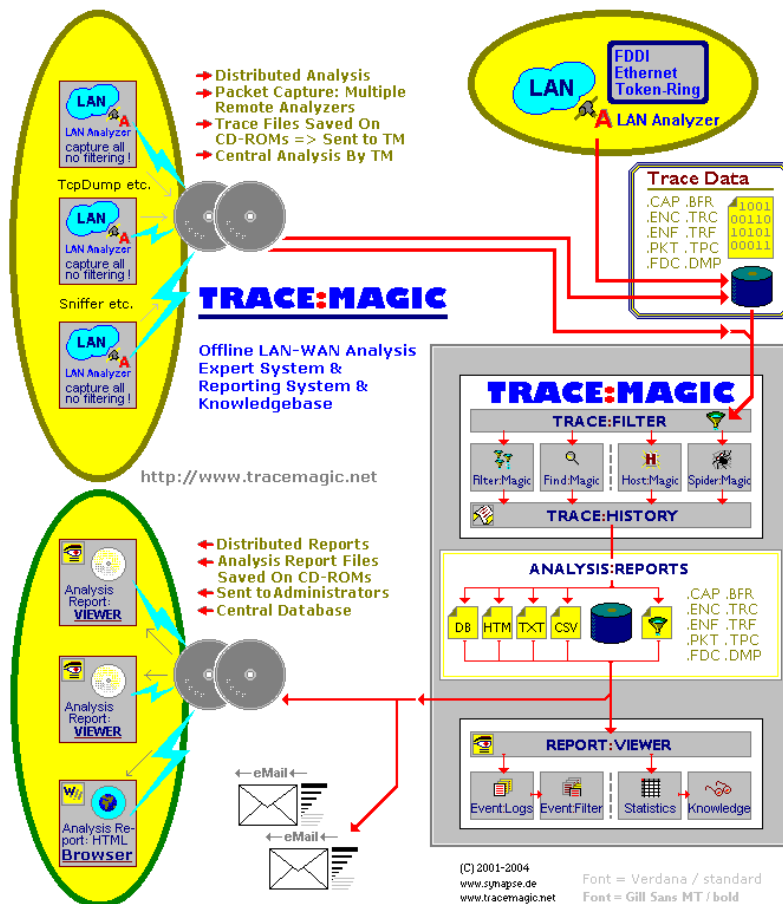 LAN
A
LAN Analyzer
capture all
no filtering !
TcpDump etc.
LAN
A
LAN Analyzer
capture all
no filtering !
Sniffer etc.
LAN
A
LAN Analyzer
capture all
no filtering !
Distributed Analysis
Packet Capture: Multiple
Remote Analyzers
Trace Files Saved On
CD-ROMs => Sent to TM
Central Analysis By TM
LAN
FDDI
Ethernet
Token-Ring
A LAN Analyzer
Trace Data
.CAP .BFR
.ENC .TRC
.ENF .TRF
.PKT .TPC
.FDC .DMP
1001
00110
10101
00011
TRACE:MAGIC
Offline LAN-WAN Analysis
Expert System &
Reporting System &
Knowledgebase
http://www.tracemagic.net
TRACE:MAGIC
TRACE:FILTER
Filter:Magic
Find:Magic
H
Host:Magic
Spider:Magic
TRACE:HISTORY
ANALYSIS:REPORTS
DB
HTM
TXT
CSV
.CAP .BFR
.ENC .TRC
.ENF .TRF
.PKT .TPC
.FDC .DMP
REPORT:VIEWER
Event:Logs
Event:Filter
Statistics
Knowledge
Distributed Reports
Analysis Report Files
Saved On CD-ROMs
Sent to Administrators
Central Database
Analysis
Report:
VIEWER
Analysis
Report:
VIEWER
W
Analysis Re-
port: HTML
Browser
eMail
eMail
(C) 2001-2004
www.synapse.de
www.tracemagic.net
Font = Verdana / standard
Font = Gill Sans MT / bold